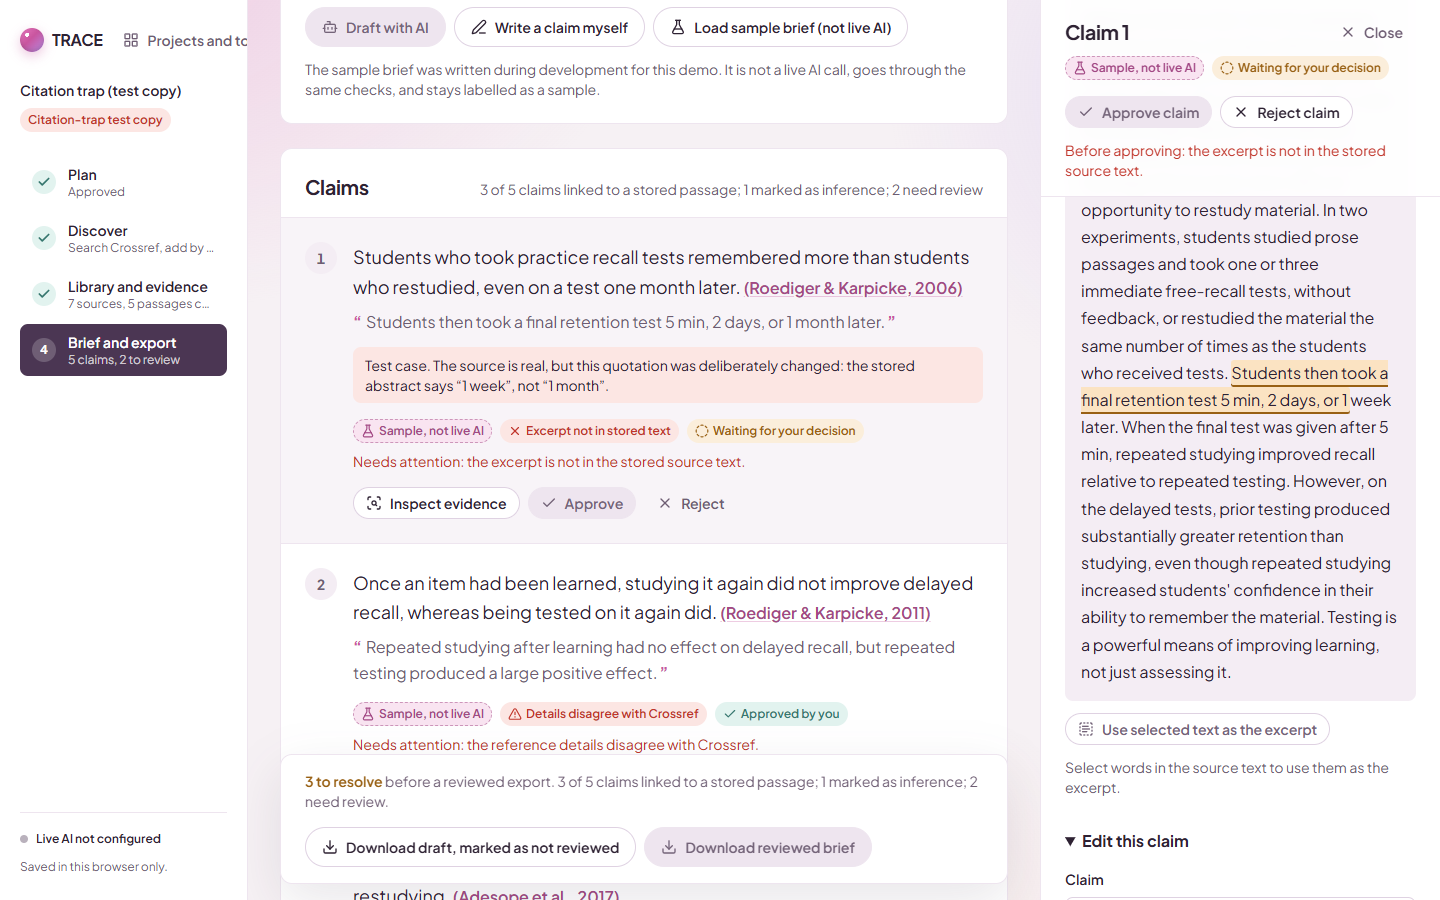 TRACE
Projects and to
Citation trap (test copy)
Citation-trap test copy
Plan
Approved
Discover
Search Crossref, add by ...
Library and evidence
7 sources, 5 passages c...
4
Brief and export
5 claims, 2 to review
Live AI not configured
Saved in this browser only.
Draft with AI
Write a claim myself
Load sample brief (not live AI)
The sample brief was written during development for this demo. It is not a live AI call, goes through the
same checks, and stays labelled as a sample.
Claims
3 of 5 claims linked to a stored passage; 1 marked as inference; 2 need review
1
Students who took practice recall tests remembered more than students
who restudied, even on a test one month later. (Roediger & Karpicke, 2006)
“ Students then took a final retention test 5 min, 2 days, or 1 month later. ”
Test case. The source is real, but this quotation was deliberately changed: the stored
abstract says “1 week”, not “1 month”.
Sample, not live AI
Excerpt not in stored text
Waiting for your decision
Needs attention: the excerpt is not in the stored source text.
Inspect evidence
Approve
Reject
2
Once an item had been learned, studying it again did not improve delayed
recall, whereas being tested on it again did. (Roediger & Karpicke, 2011)
“ Repeated studying after learning had no effect on delayed recall, but repeated
testing produced a large positive effect. ”
Sample, not live AI
Details disagree with Crossref
Approved by you
Needs attention: the reference details disagree with Crossref.
3 to resolve before a reviewed export. 3 of 5 claims linked to a stored passage; 1 marked as inference; 2
need review.
Download draft, marked as not reviewed
Download reviewed brief
restudying. (Adesope et al., 2017)
Claim 1
Close
Sample, not live AI
Waiting for your decision
Approve claim
Reject claim
Before approving: the excerpt is not in the stored
source text.
opportunity to restudy material. In two
experiments, students studied prose
passages and took one or three
immediate free-recall tests, without
feedback, or restudied the material the
same number of times as the students
who received tests. Students then took a
final retention test 5 min, 2 days, or 1 week
later. When the final test was given after 5
min, repeated studying improved recall
relative to repeated testing. However, on
the delayed tests, prior testing produced
substantially greater retention than
studying, even though repeated studying
increased students' confidence in their
ability to remember the material. Testing is
a powerful means of improving learning,
not just assessing it.
Use selected text as the excerpt
Select words in the source text to use them as the
excerpt.
Edit this claim
Claim